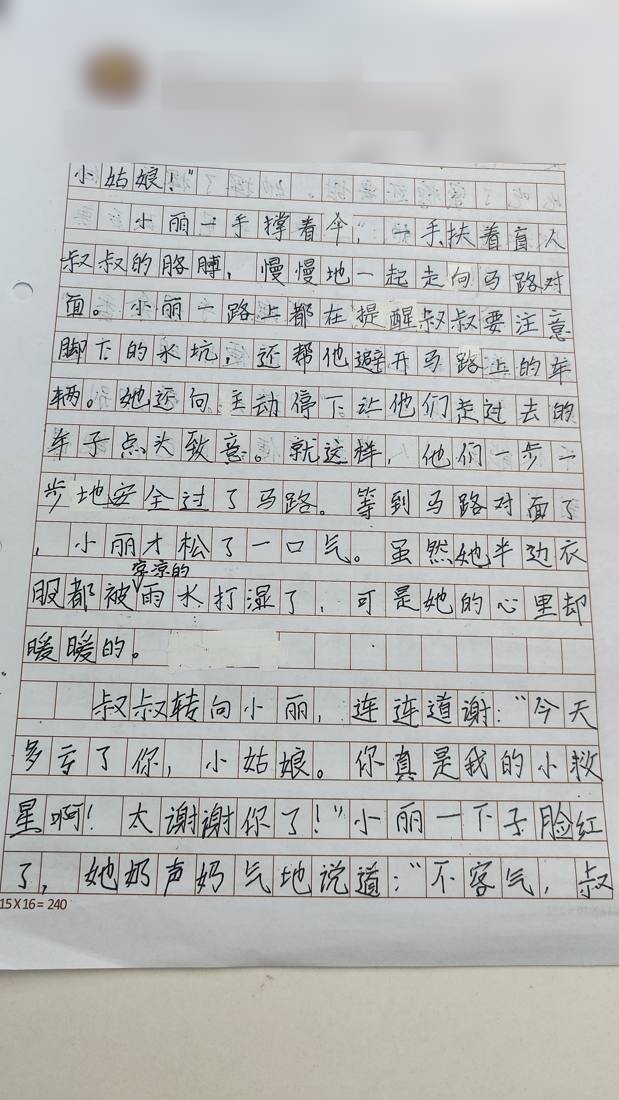 小姑娘！"
小丽一手撑着伞，一手扶着盲人
叔叔的胳膊，慢慢地一起走向马路对
面。小丽一路上都在提醒叔叔要注意
脚下的水坑，还帮他避开马路上的车
辆。她还向主动停下让他们走过去的
车子点头致意。就这样，他们一步一
步地安全过了马路。等到马路对面了
，小丽才松了一口气。虽然她半边衣
服都被冰凉的雨水打湿了，可是她的心里却
暖暖的。
叔叔转向小丽，连连道谢："今天
多亏了你，小姑娘。你真是我的小救
星啊！太谢谢你了！"小丽一下子脸红
了，她奶声奶气地说道："不客气，叔
15X16=240